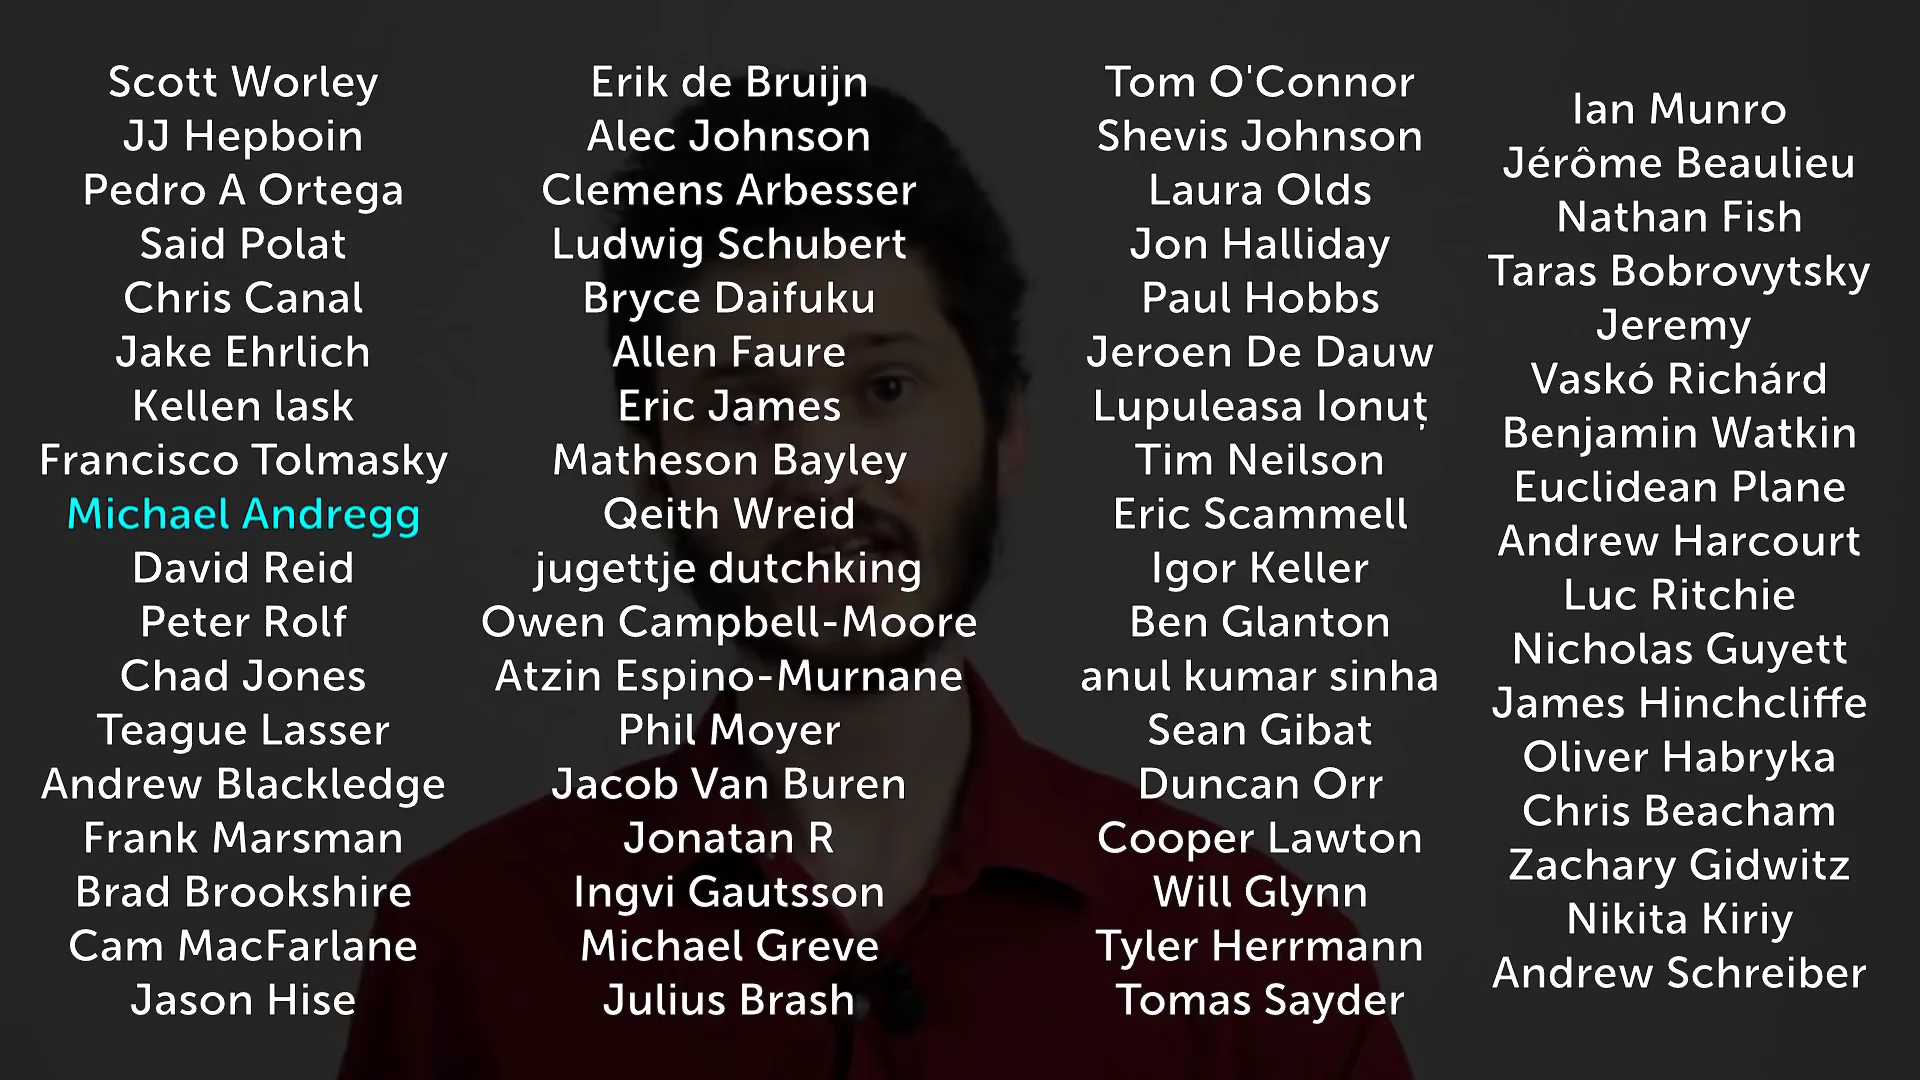 Scott Worley
JJ Hepboin
Pedro A Ortega
Said Polat
Chris Canal
Jake Ehrlich
Kellen lask
Francisco Tolmasky
Michael Andregg
David Reid
Peter Rolf
Chad Jones
Teague Lasser
Andrew Blackledge
Frank Marsman
Brad Brookshire
Cam MacFarlane
Jason Hise
Erik de Bruijn
Alec Johnson
Clemens Arbesser
Ludwig Schubert
Bryce Daifuku
Allen Faure
Eric James
Matheson Bayley
Qeith Wreid
jugettje dutchking
Owen Campbell-Moore
Atzin Espino-Murnane
Phil Moyer
Jacob Van Buren
Jonatan R
Ingvi Gautsson
Michael Greve
Julius Brash
Tom O'Connor
Shevis Johnson
Laura Olds
Jon Halliday
Paul Hobbs
Jeroen De Dauw
Lupuleasa Ionuț
Tim Neilson
Eric Scammell
Igor Keller
Ben Glanton
anul kumar sinha
Sean Gibat
Duncan Orr
Cooper Lawton
Will Glynn
Tyler Herrmann
Tomas Sayder
Ian Munro
Jérôme Beaulieu
Nathan Fish
Taras Bobrovytsky
Jeremy
Vaskó Richárd
Benjamin Watkin
Euclidean Plane
Andrew Harcourt
Luc Ritchie
Nicholas Guyett
James Hinchcliffe
Oliver Habryka
Chris Beacham
Zachary Gidwitz
Nikita Kiriy
Andrew Schreiber